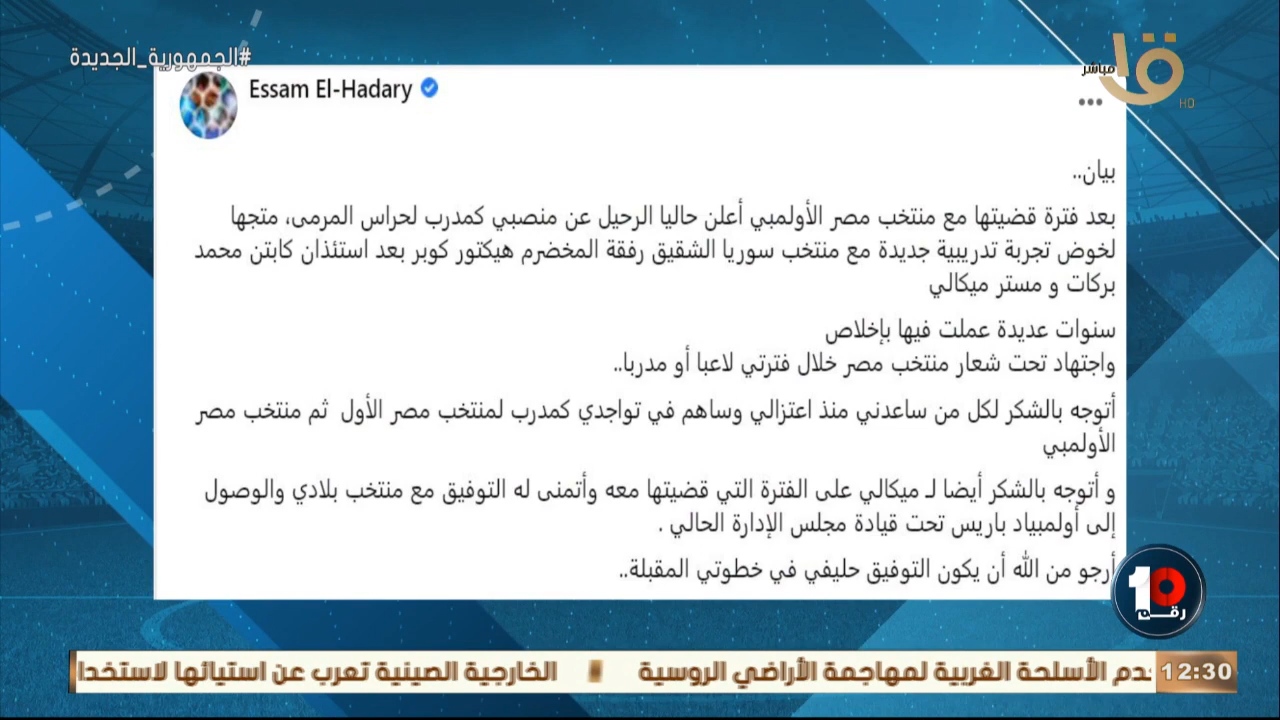 #الجمهورية_الجديدة
مباشر
HD
Essam El-Hadary
بيان..
بعد فترة قضيتها مع منتخب مصر الأولمبي أعلن حاليا الرحيل عن منصبي كمدرب لحراس المرمى، متجها
لخوض تجربة تدريبية جديدة مع منتخب سوريا الشقيق رفقة المخضرم هيكتور كوبر بعد استئذان كابتن محمد
بركات و مستر ميكالي
سنوات عديدة عملت فيها بإخلاص
واجتهاد تحت شعار منتخب مصر خلال فترتي لاعبا أو مدربا..
أتوجه بالشكر لكل من ساعدني منذ اعتزالي وساهم في تواجدي كمدرب لمنتخب مصر الأول ثم منتخب مصر
الأولمبي
و أتوجه بالشكر أيضا لـ ميكالي على الفترة التي قضيتها معه وأتمنى له التوفيق مع منتخب بلادي والوصول
إلى أولمبياد باريس تحت قيادة مجلس الإدارة الحالي .
أرجو من الله أن يكون التوفيق حليفي في خطوتي المقبلة..
رقم 10
12:30 دم الأسلحة الغربية لمهاجمة الأراضي الروسية الخارجية الصينية تعرب عن استيائها لاستخدا